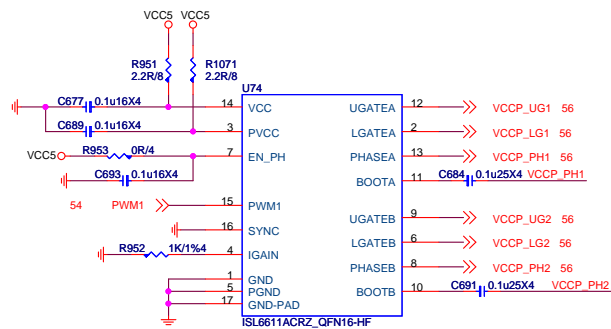 VCC5 VCC5
R951 2.2R/8
R1071 2.2R/8
U74
C677 0.1u16X4
14 VCC UGATEA 12 VCCP_UG1 56
C689 0.1u16X4
3 PVCC LGATEA 2 VCCP_LG1 56
VCC5 R953 0R/4 7 EN_PH PHASEA 13 VCCP_PH1 56
C693 0.1u16X4
BOOTA 11 C684 0.1u25X4 VCCP_PH1
54 PWM1 15 PWM1
UGATEB 9 VCCP_UG2 56
16 SYNC
LGATEB 6 VCCP_LG2 56
R952 1K/1%4 4 IGAIN
PHASEB 8 VCCP_PH2 56
1 GND
5 PGND
BOOTB 10 C691 0.1u25X4 VCCP_PH2
17 GND-PAD
ISL6611ACRZ_QFN16-HF